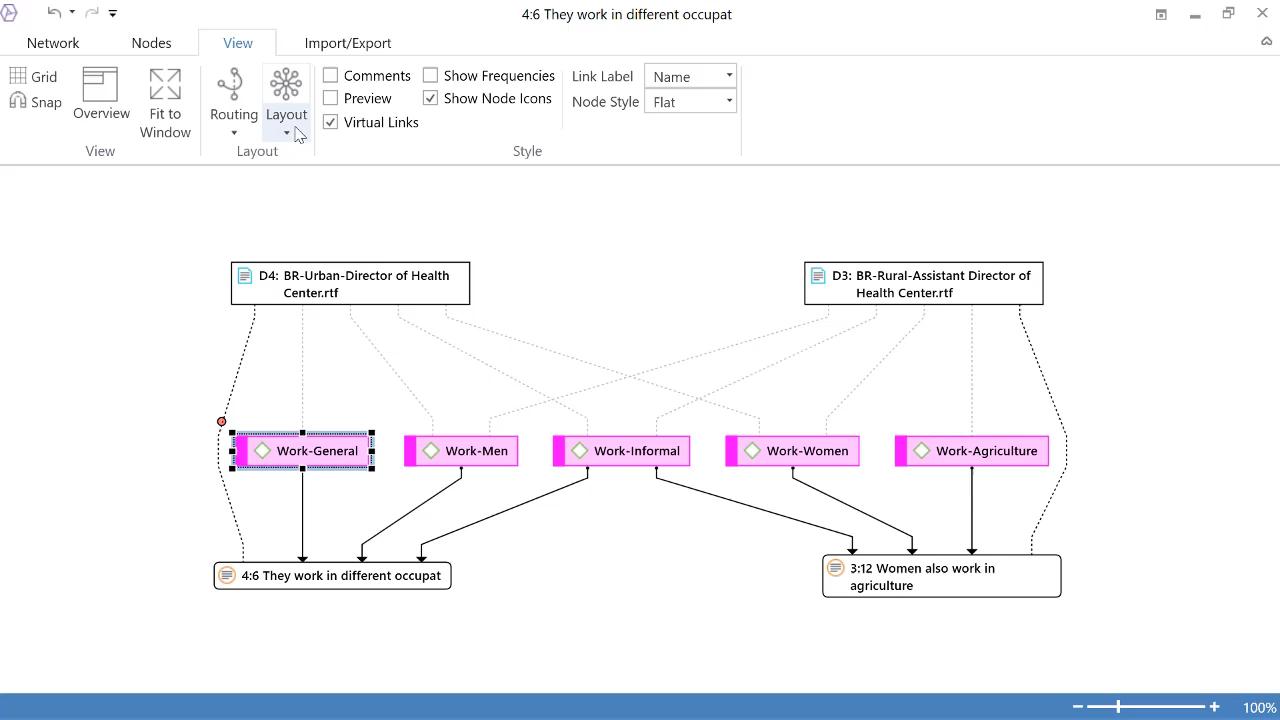 4:6 They work in different occupat
Network
Nodes
View
Import/Export
Grid
Snap
Overview
Fit to
Window
View
Routing
Layout
Layout
Comments
Preview
Virtual Links
Show Frequencies
Show Node Icons
Link Label
Name
Node Style
Flat
Style
D4: BR-Urban-Director of Health
Center.rtf
D3: BR-Rural-Assistant Director of
Health Center.rtf
Work-General
Work-Men
Work-Informal
Work-Women
Work-Agriculture
4:6 They work in different occupat
3:12 Women also work in
agriculture
100%